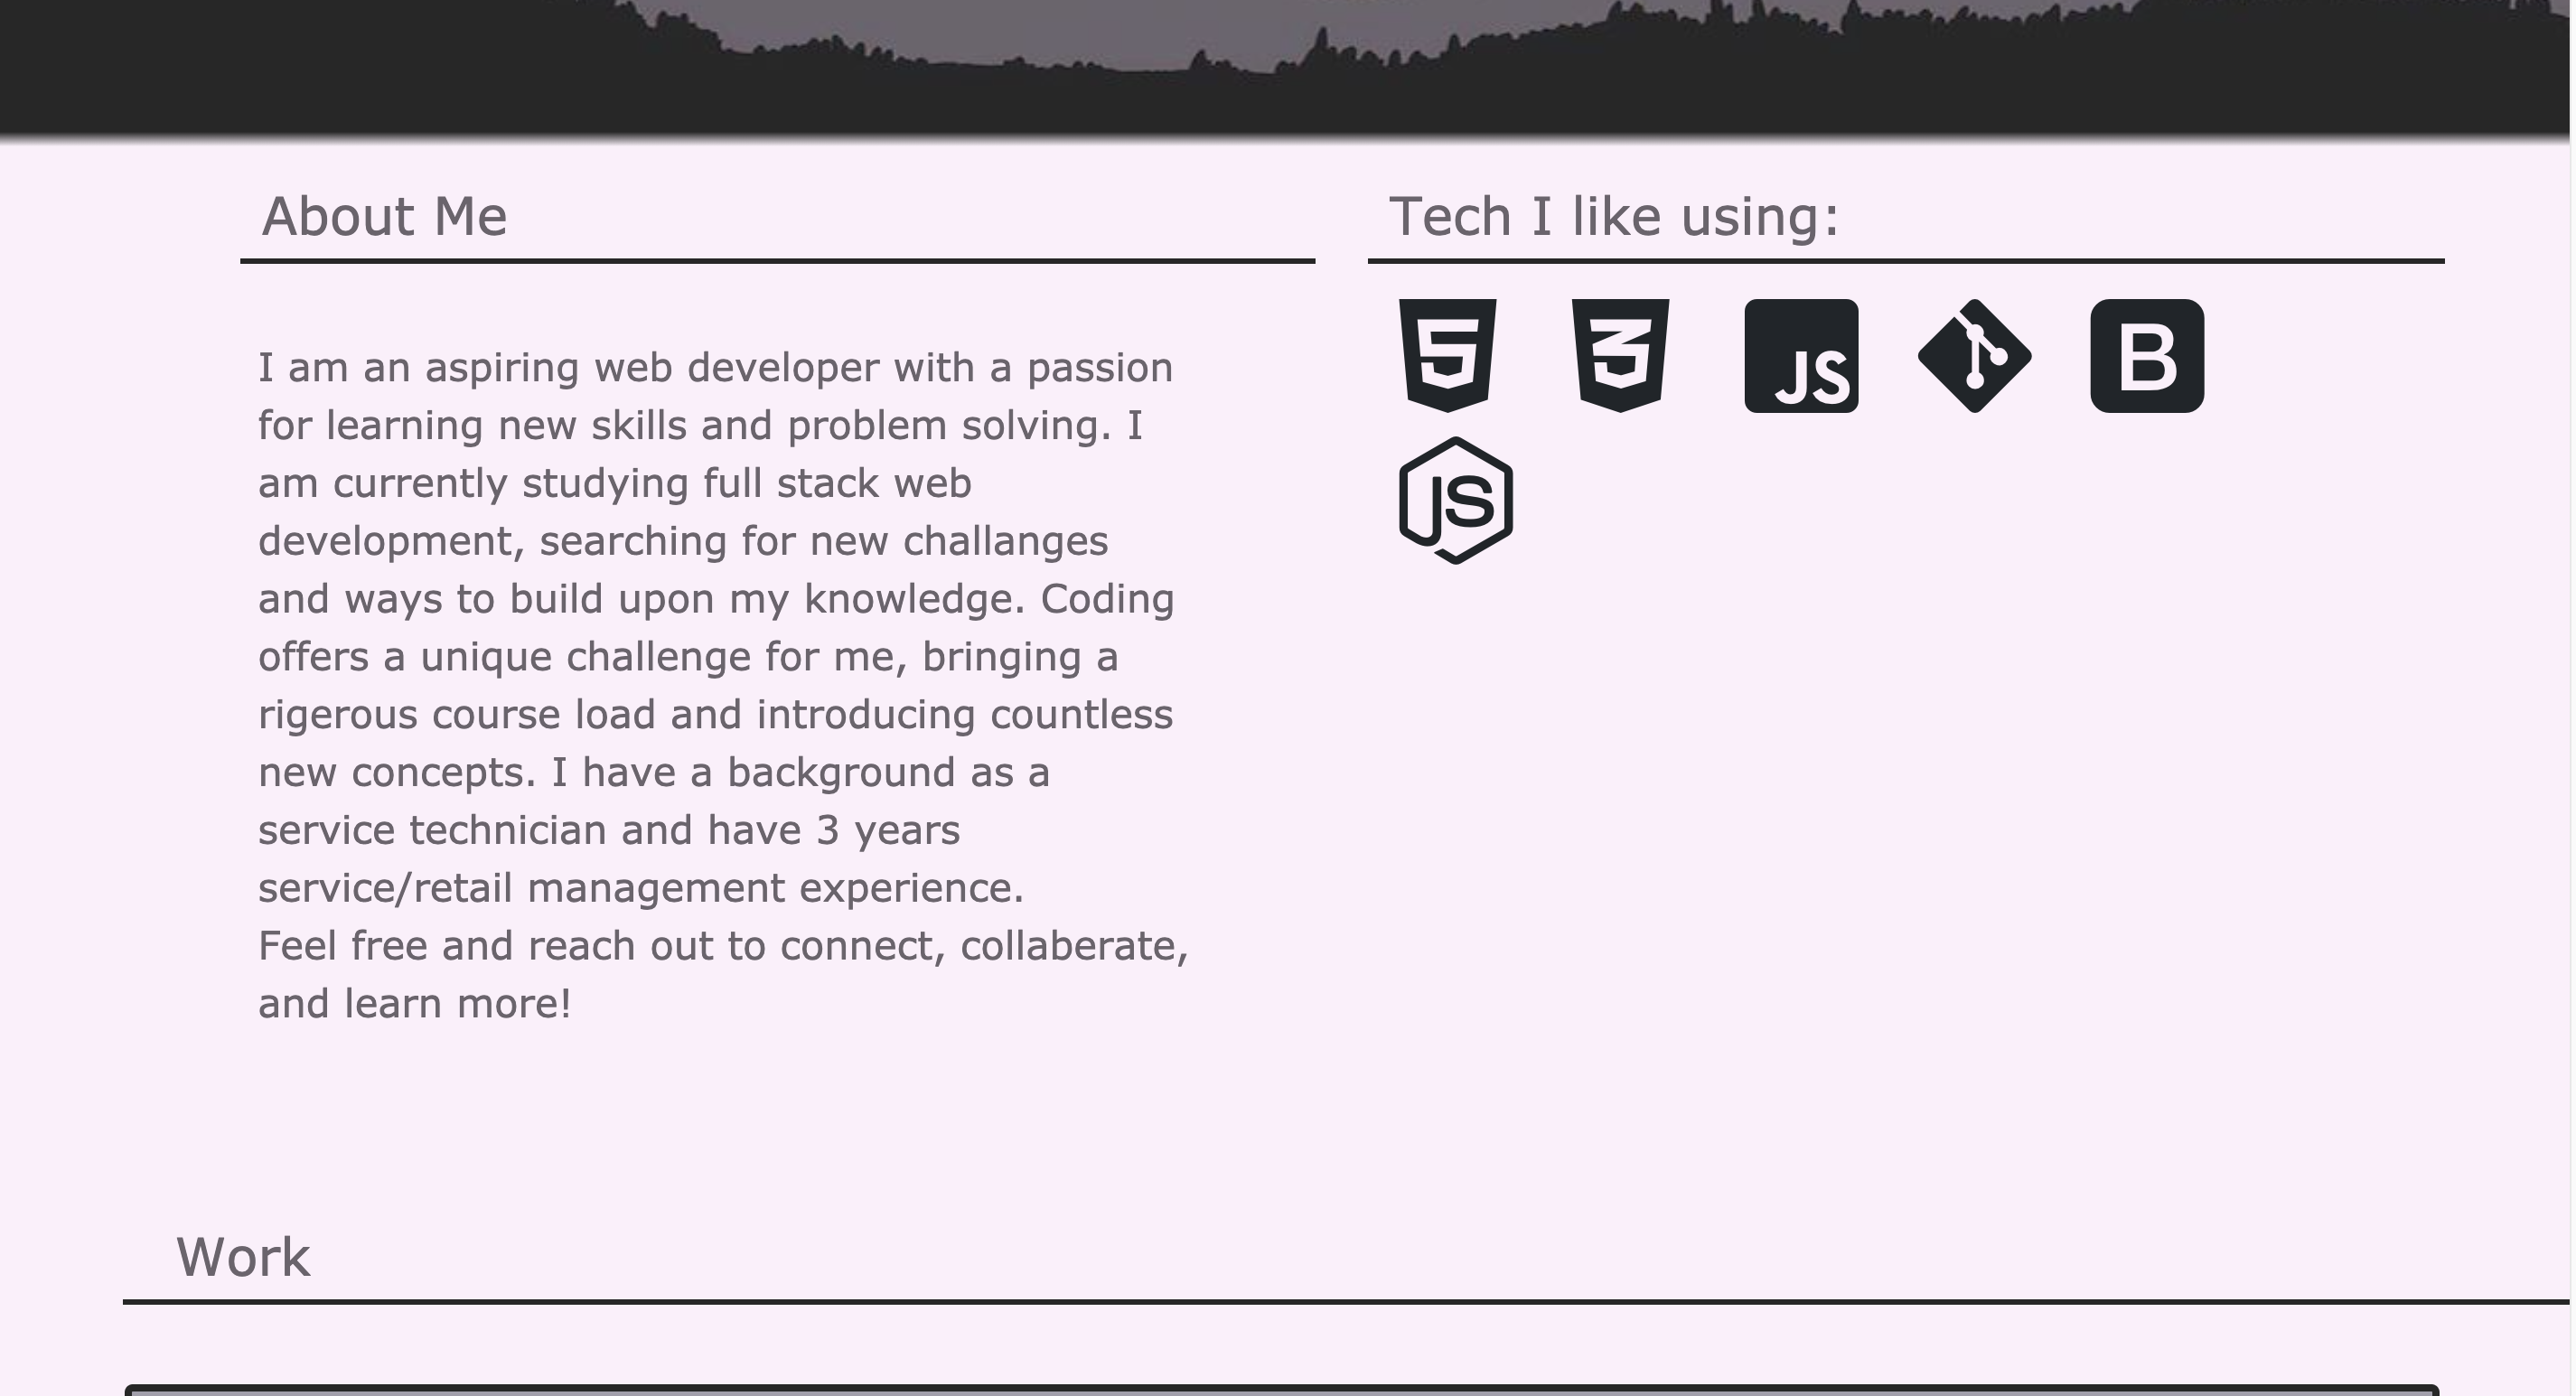 About Me
Tech I like using:
I am an aspiring web developer with a passion
for learning new skills and problem solving. I
am currently studying full stack web
development, searching for new challanges
and ways to build upon my knowledge. Coding
offers a unique challenge for me, bringing a
rigerous course load and introducing countless
new concepts. I have a background as a
service technician and have 3 years
service/retail management experience.
Feel free and reach out to connect, collaberate,
and learn more!
5 3 JS B
JS
Work